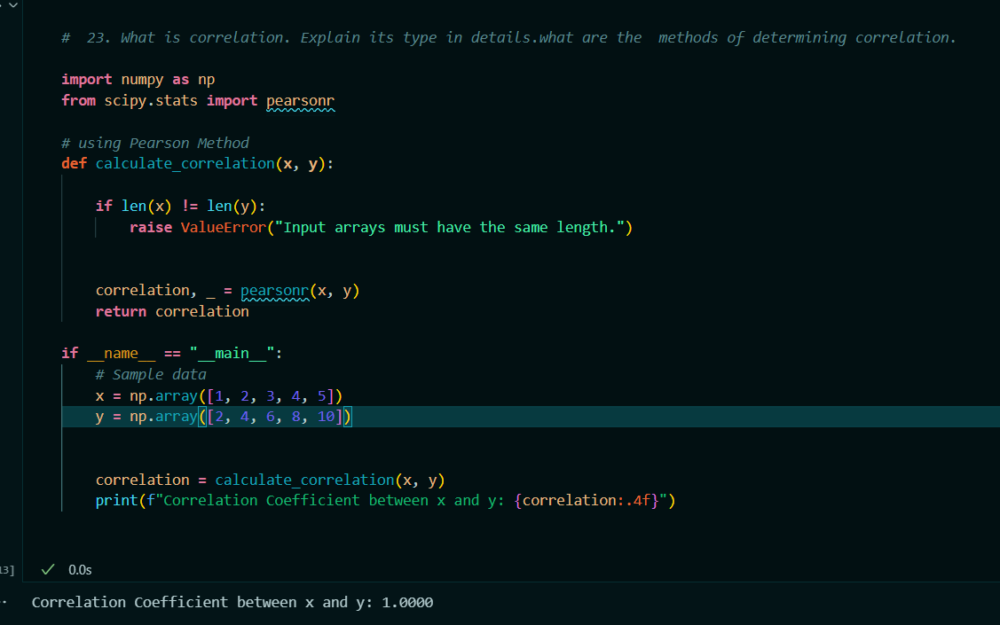 #  23. What is correlation. Explain its type in details.what are the  methods of determining correlation.
import numpy as np
from scipy.stats import pearsonr
# using Pearson Method
def calculate_correlation(x, y):
if len(x) != len(y):
raise ValueError("Input arrays must have the same length.")
correlation, _ = pearsonr(x, y)
return correlation
if __name__ == "__main__":
# Sample data
x = np.array([1, 2, 3, 4, 5])
y = np.array([2, 4, 6, 8, 10])
correlation = calculate_correlation(x, y)
print(f"Correlation Coefficient between x and y: {correlation:.4f}")
13] 0.0s
Correlation Coefficient between x and y: 1.0000